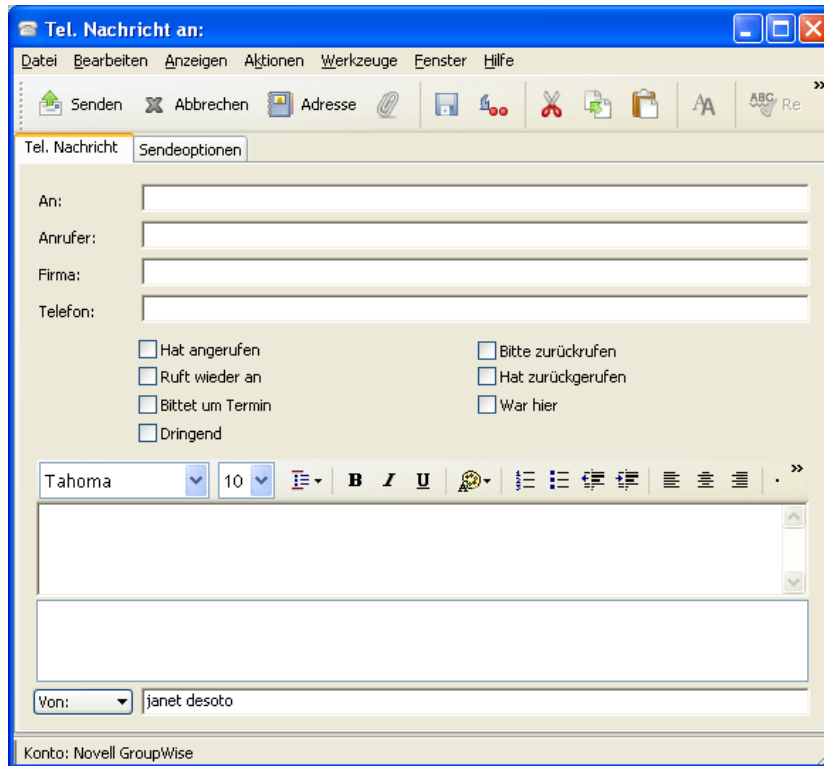 Tel. Nachricht an:
Datei Bearbeiten Anzeigen Aktionen Werkzeuge Fenster Hilfe
Senden Abbrechen Adresse AA ABC Re »
Tel. Nachricht Sendeoptionen
An:
Anrufer:
Firma:
Telefon:
Hat angerufen Bitte zurückrufen
Ruft wieder an Hat zurückgerufen
Bittet um Termin War hier
Dringend
Tahoma 10 B I U »
Von: janet desoto
Konto: Novell GroupWise